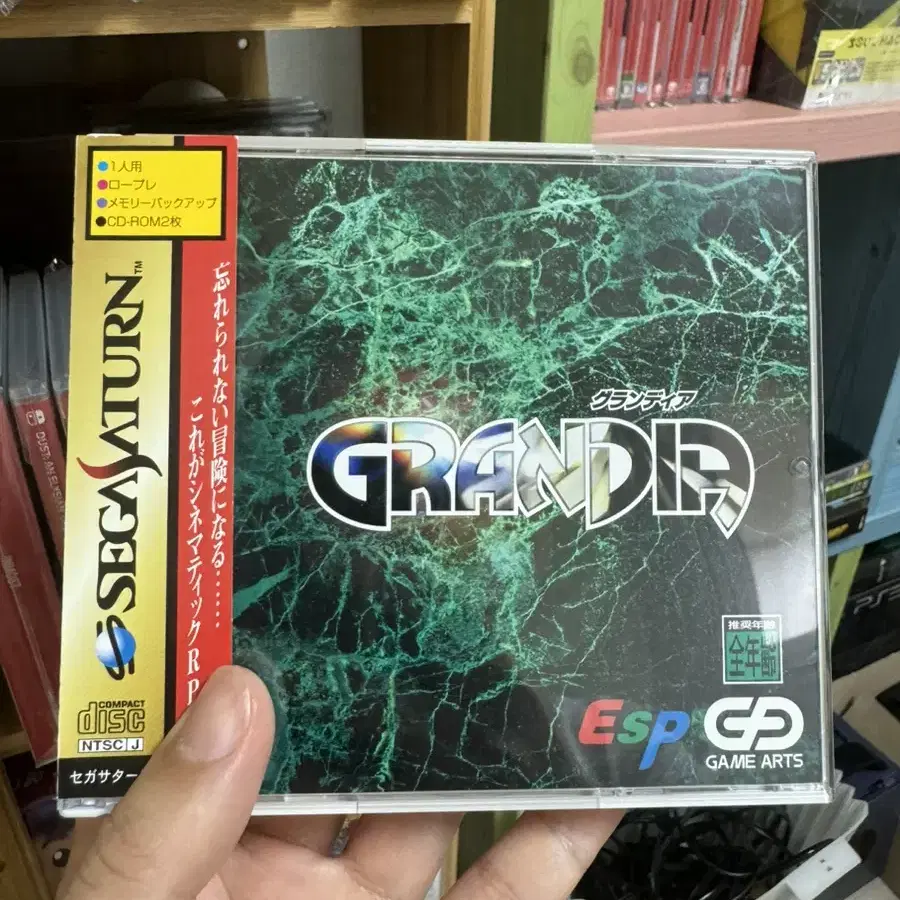 1人用
ロープレ
メモリーバックアップ
CD-ROM2枚
SEGA SATURN™
忘れられない冒険になる……
これがシネマティックRP
COMPACT
disc
NTSC J
セガサター
グランディア
GRANDIA
推奨年齢
全年齢
Esp
GAME ARTS
PS3